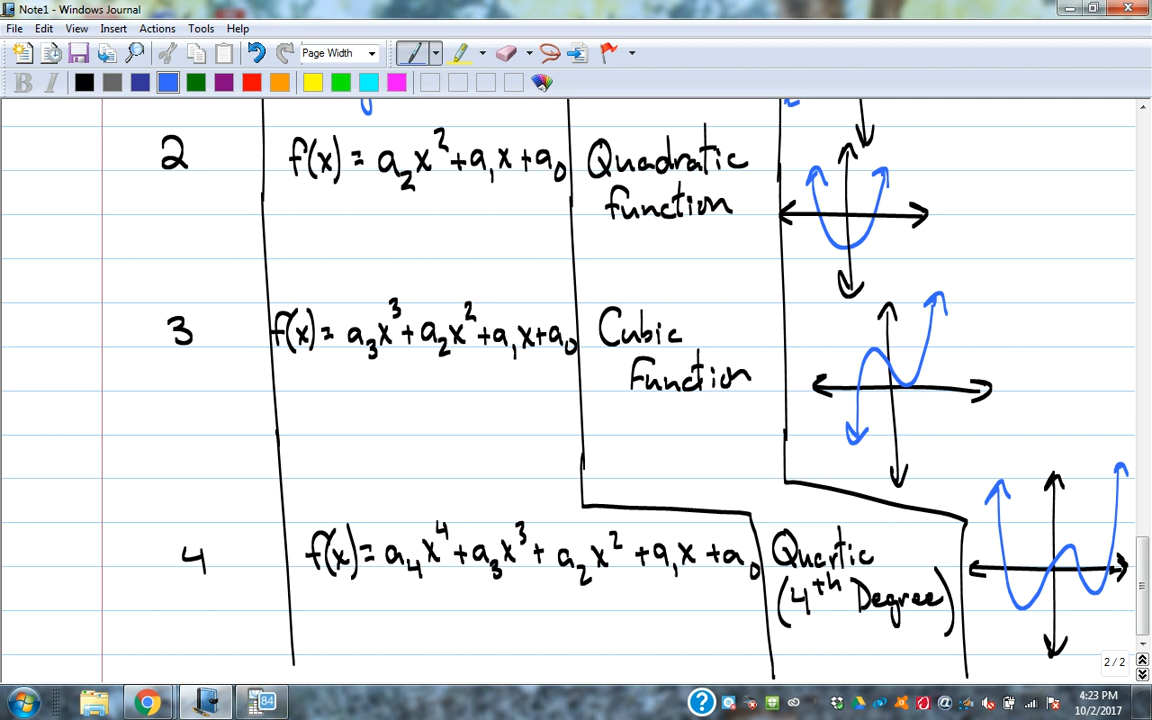 Note1 - Windows Journal
File Edit View Insert Actions Tools Help
Page Width
B I
2 f(x) = a₂x² + a₁x + a₀ Quadratic
function
3 f(x) = a₃x³ + a₂x² + a₁x + a₀ Cubic
Function
4 f(x) = a₄x⁴ + a₃x³ + a₂x² + a₁x + a₀ Quartic
(4th Degree)
2 / 2
84
4:23 PM
10/2/2017